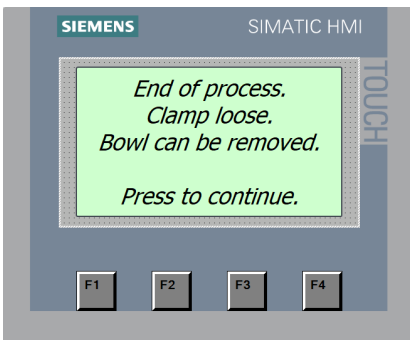 SIEMENS
SIMATIC HMI
TOUCH
End of process.
Clamp loose.
Bowl can be removed.
Press to continue.
F1
F2
F3
F4